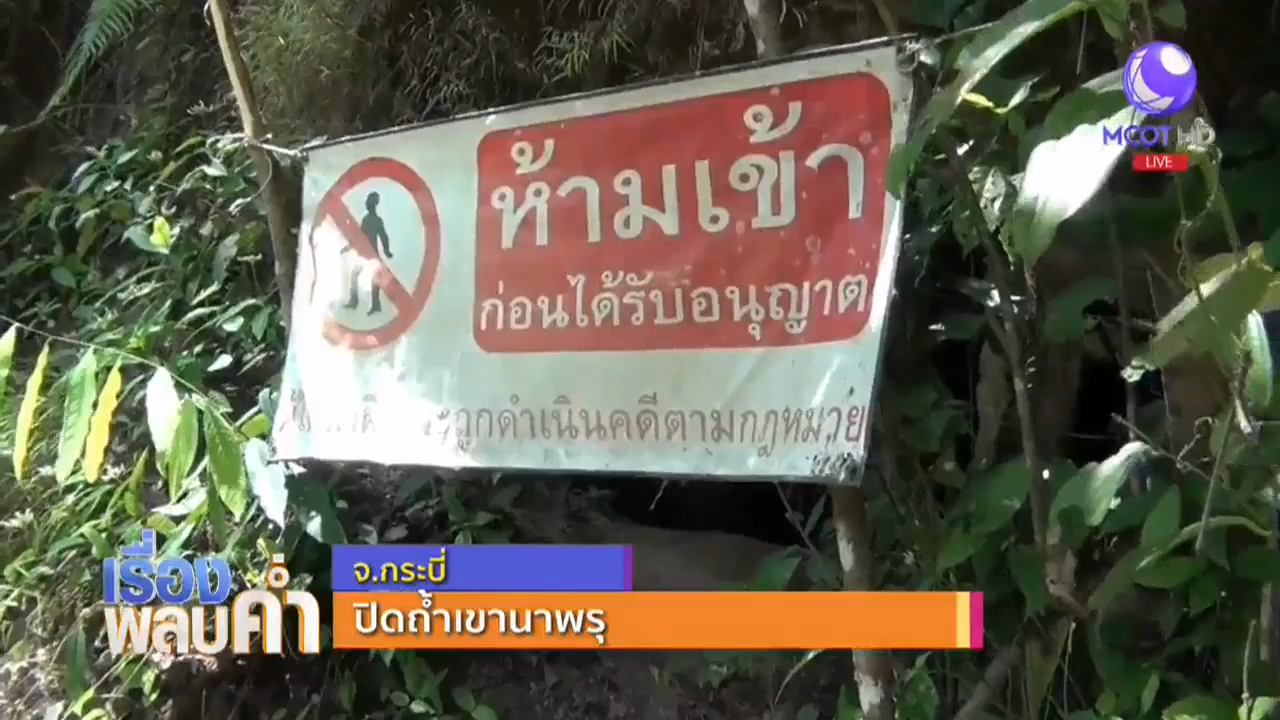 MCOT HD
LIVE
ห้ามเข้า
ก่อนได้รับอนุญาต
ถูกดำเนินคดีตามกฎหมาย
จ.กระบี่
เรื่อง
พลบค่ำ
ปิดถ้ำเขานาพรุ